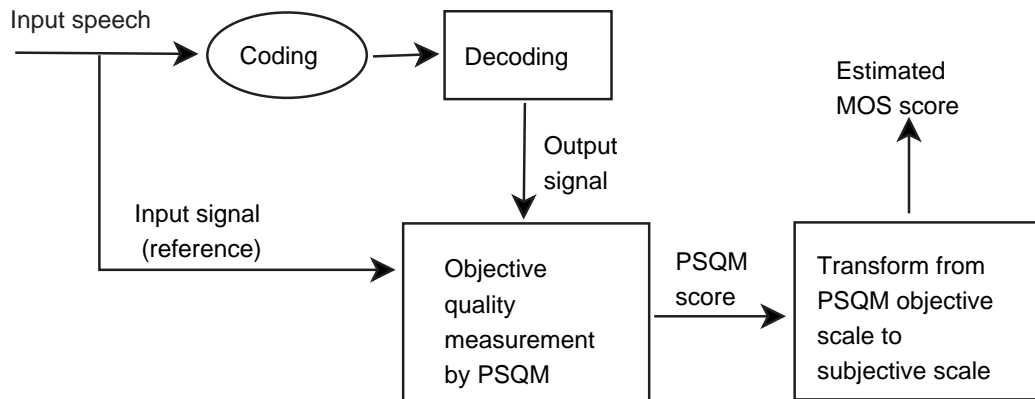 Input speech
Coding
Decoding
Estimated
MOS score
Output
signal
Input signal
(reference)
Objective
quality
measurement
by PSQM
PSQM
score
Transform from
PSQM objective
scale to
subjective scale